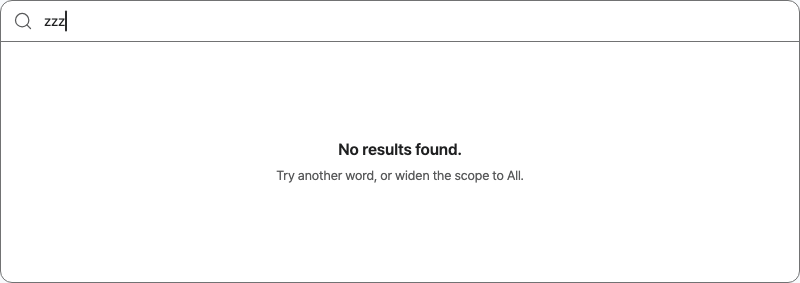 zzz
No results found.
Try another word, or widen the scope to All.